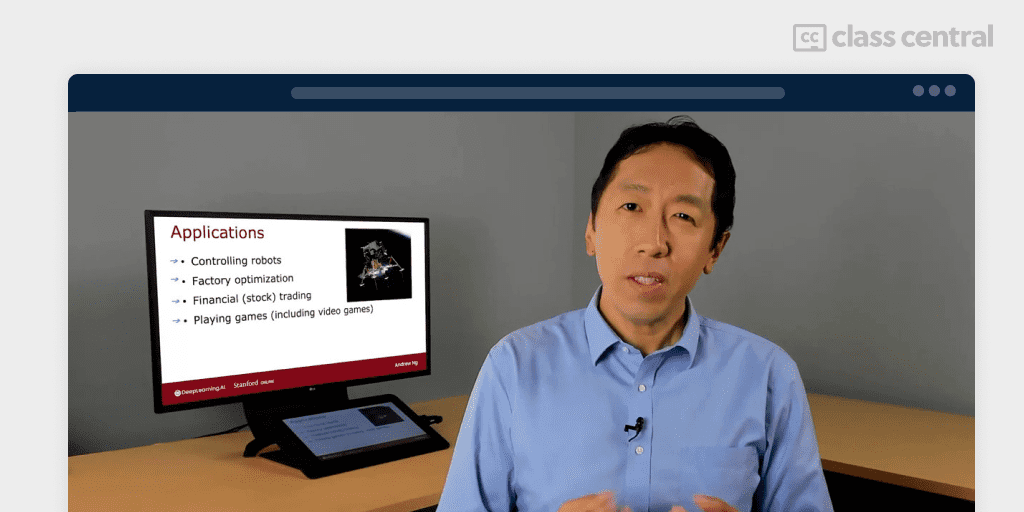 cc class central
Applications
→ • Controlling robots
→ • Factory optimization
→ • Financial (stock) trading
→ • Playing games (including video games)
Andrew Ng
DeepLearning.AI Stanford ONLINE
LG